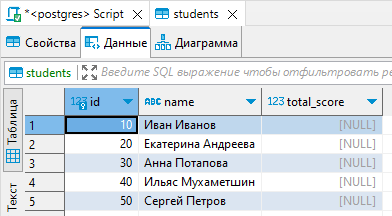 *<postgres> Script students
Свойства Данные Диаграмма
students Введите SQL выражение чтобы отфильтровать ре
Таблица
Текст
123 id ABC name 123 total_score
1 10 Иван Иванов [NULL]
2 20 Екатерина Андреева [NULL]
3 30 Анна Потапова [NULL]
4 40 Ильяс Мухаметшин [NULL]
5 50 Сергей Петров [NULL]